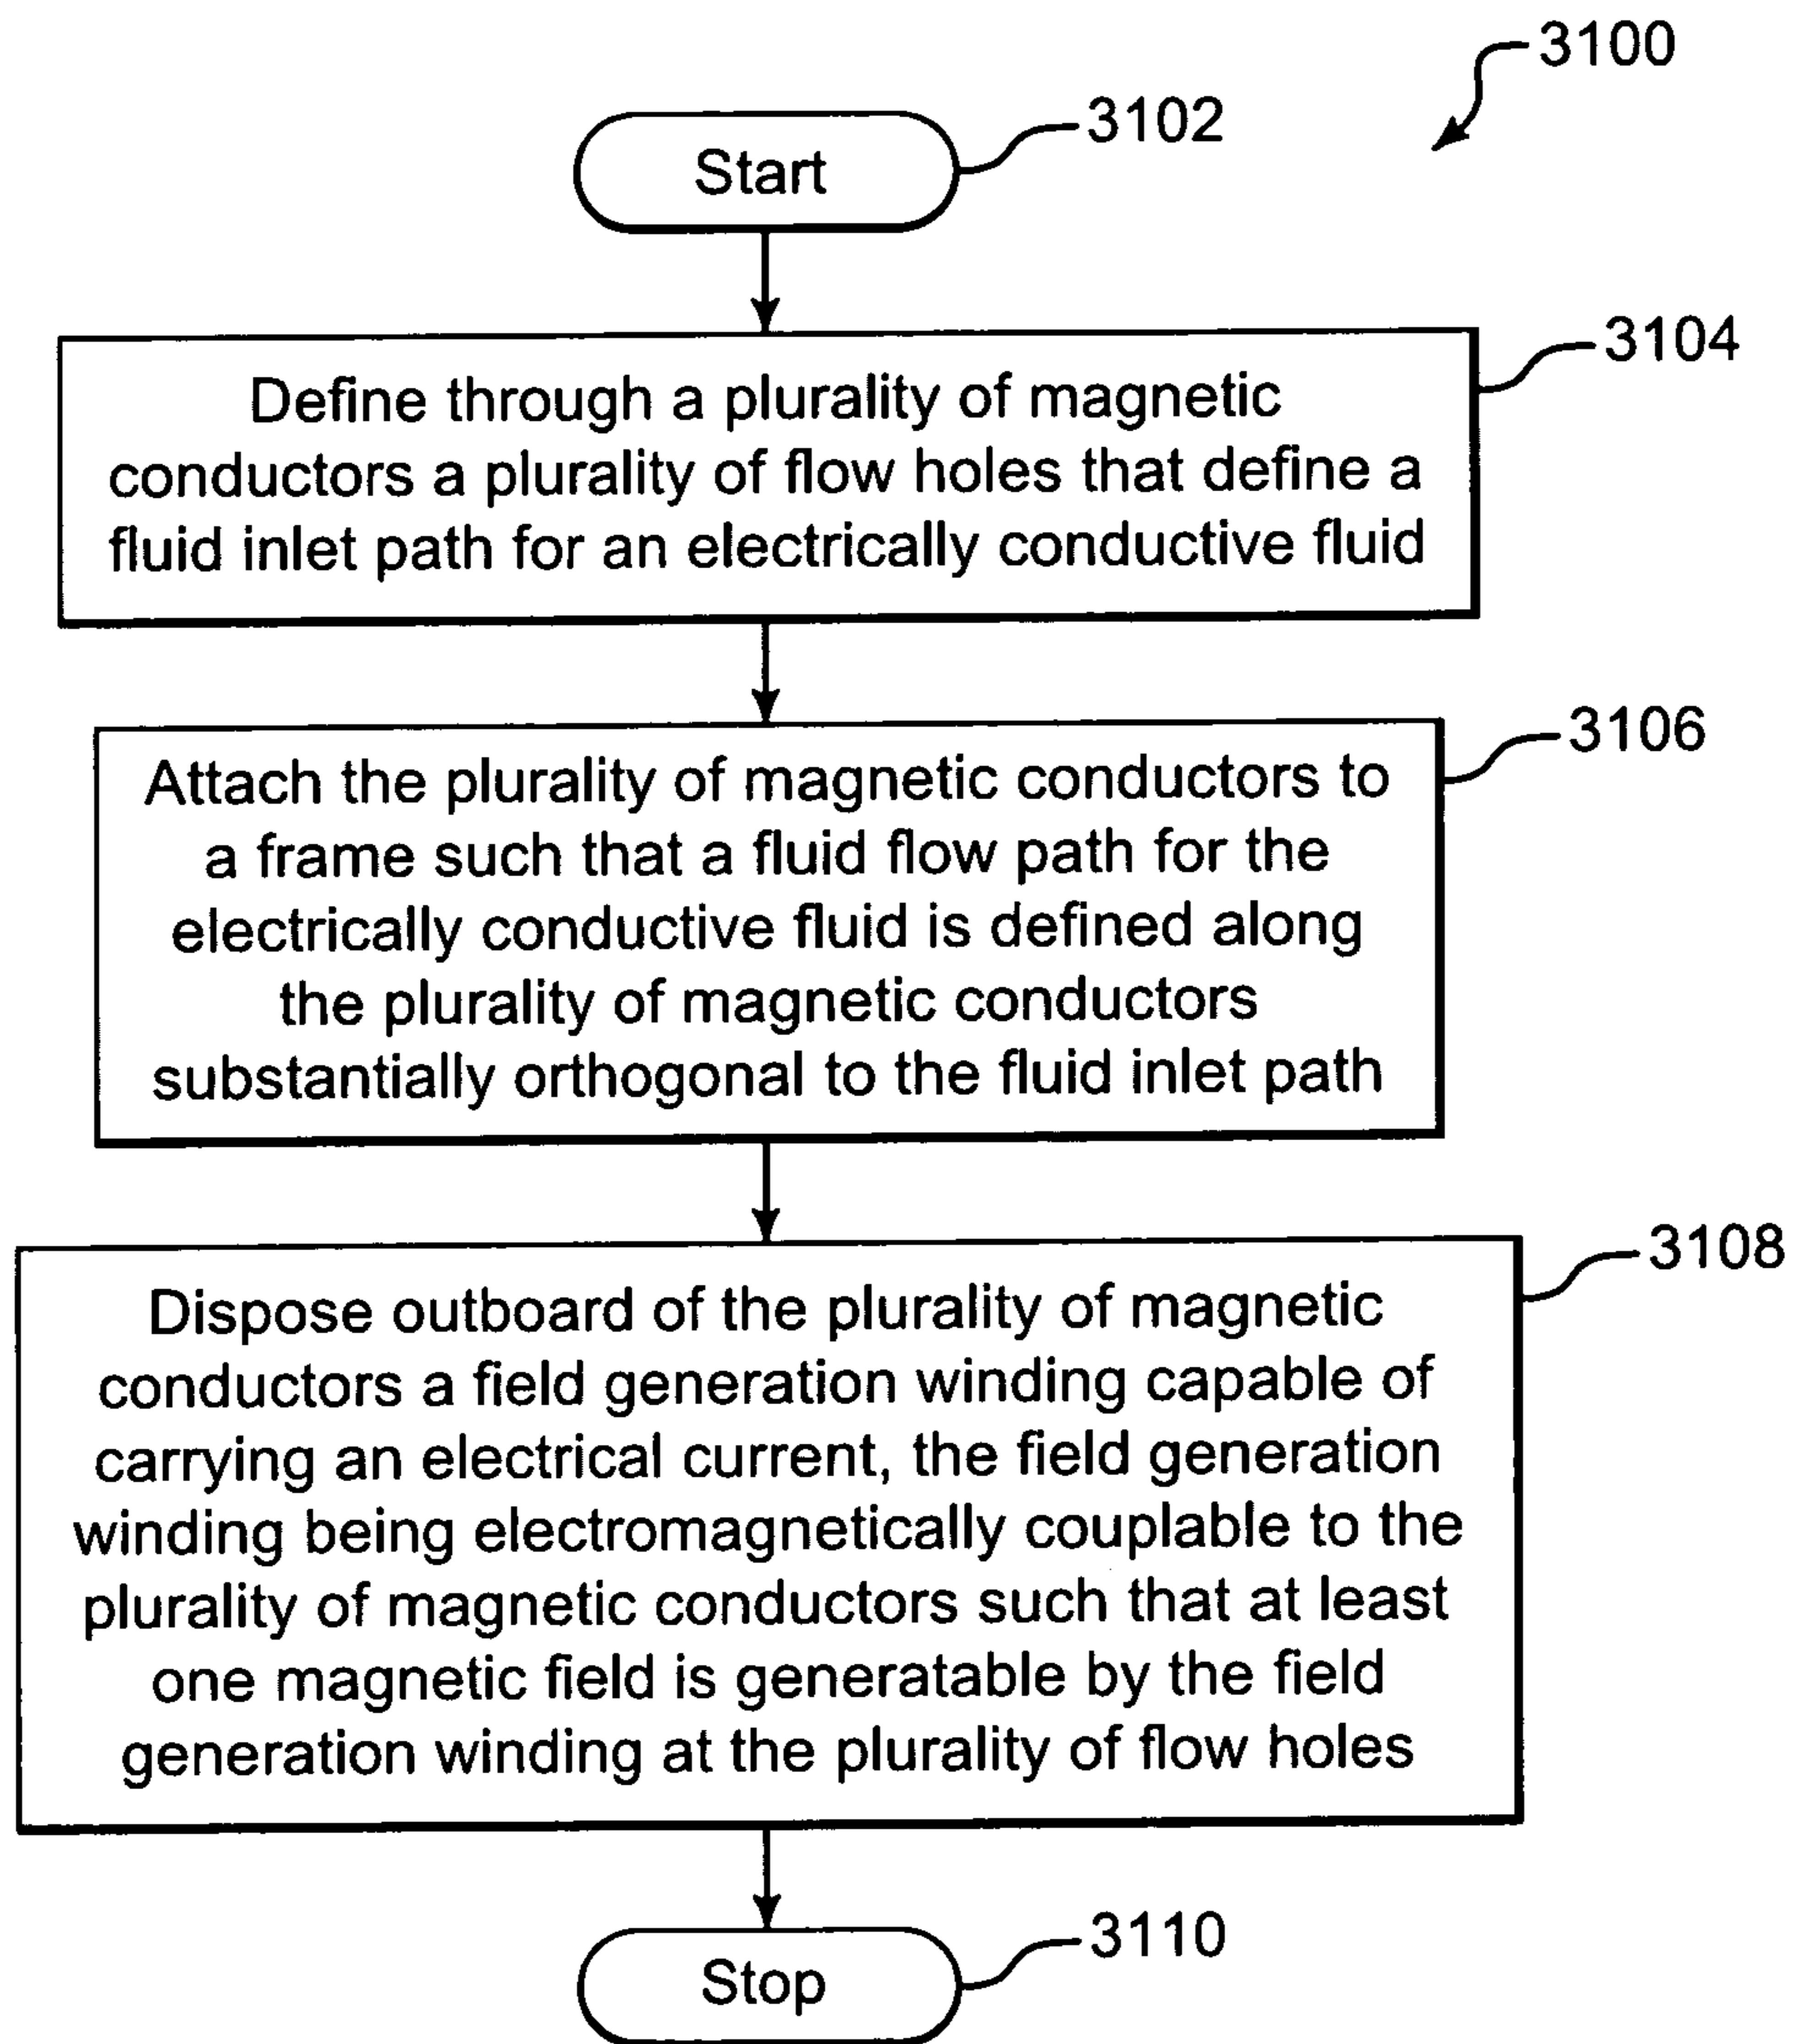 3100
3102
Start
3104
Define through a plurality of magnetic
conductors a plurality of flow holes that define a
fluid inlet path for an electrically conductive fluid
3106
Attach the plurality of magnetic conductors to
a frame such that a fluid flow path for the
electrically conductive fluid is defined along
the plurality of magnetic conductors
substantially orthogonal to the fluid inlet path
3108
Dispose outboard of the plurality of magnetic
conductors a field generation winding capable of
carrying an electrical current, the field generation
winding being electromagnetically couplable to the
plurality of magnetic conductors such that at least
one magnetic field is generatable by the field
generation winding at the plurality of flow holes
3110
Stop